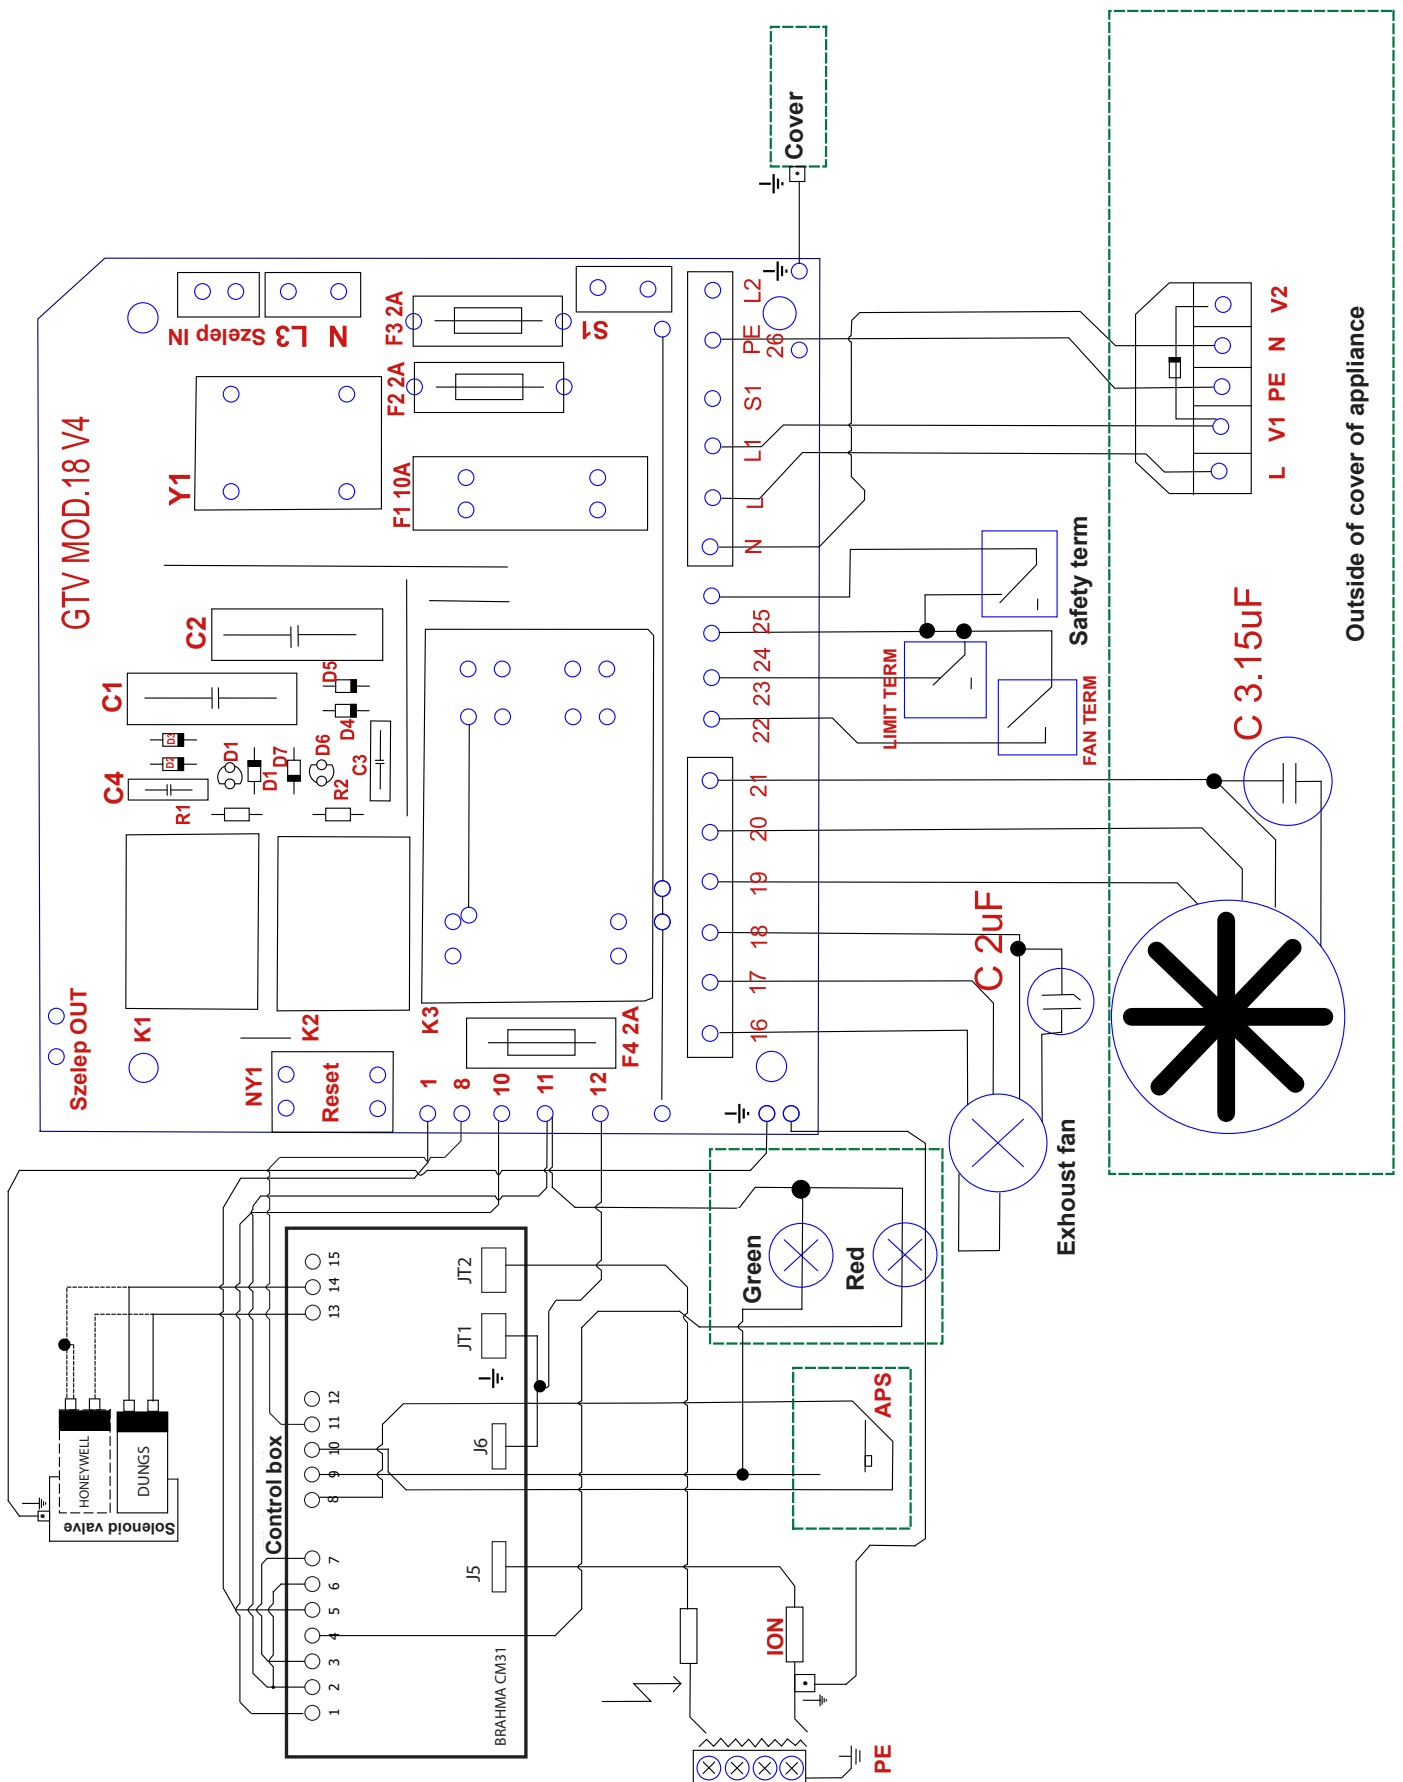 Cover
GTV MOD.18 V4
Szelep IN
L3
N
F3 2A
F2 2A
S1
Y1
F1 10A
L2
PE
26
S1
L1
L
N
25
24
23
22
21
20
19
18
17
16
C2
C1
D5
D4
D3
D2
D1
D1
D7
D6
C3
C4
R1
R2
K1
K2
K3
F4 2A
Szelep OUT
NY1
Reset
1
8
10
11
12
V2
N
PE
V1
L
Outside of cover of appliance
Safety term
LIMIT TERM
FAN TERM
C 3.15uF
C 2uF
Exhoust fan
Green
Red
APS
Control box
15
14
13
12
11
10
9
8
7
6
5
4
3
2
1
JT2
JT1
J6
J5
BRAHMA CM31
HONEYWELL
DUNGS
Solenoid valve
ION
PE